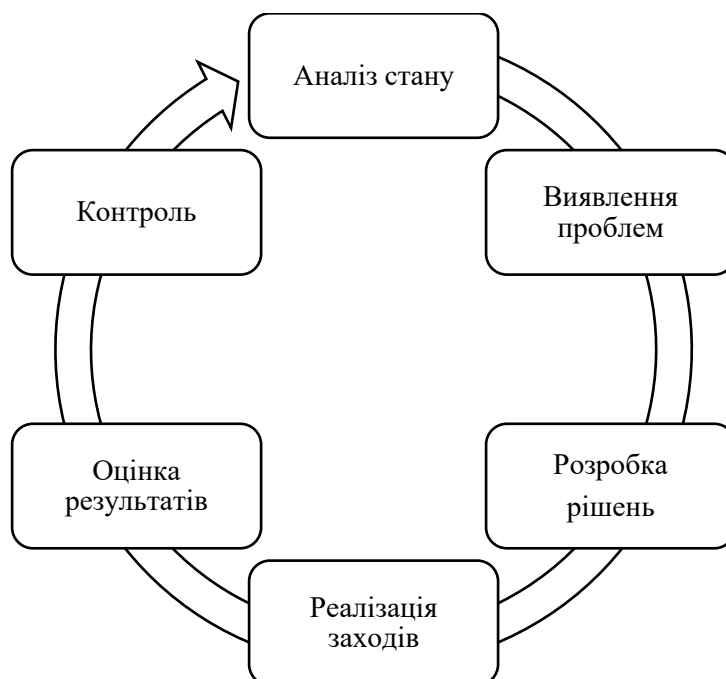 Аналіз стану
Виявлення
проблем
Розробка
рішень
Реалізація
заходів
Оцінка
результатів
Контроль